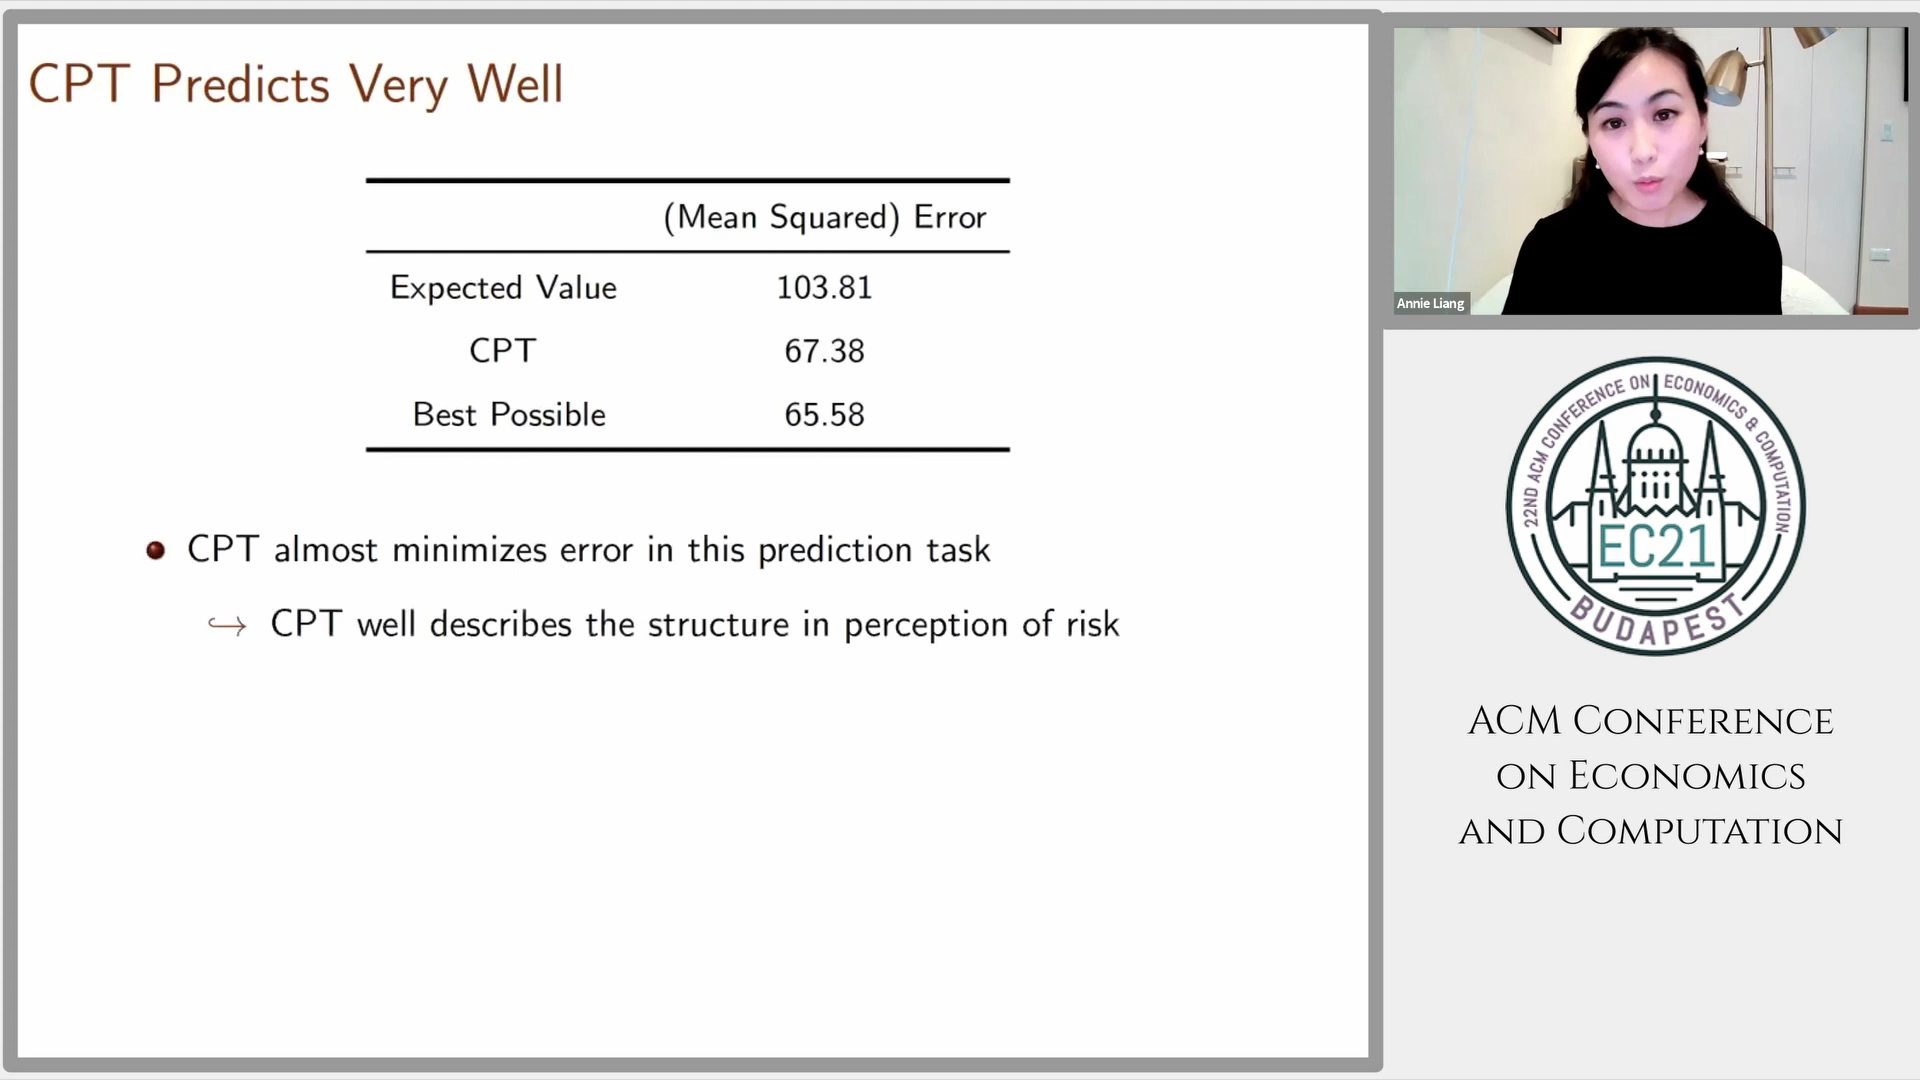 CPT Predicts Very Well
(Mean Squared) Error
Expected Value 103.81
CPT 67.38
Best Possible 65.58
CPT almost minimizes error in this prediction task
↪ CPT well describes the structure in perception of risk
Annie Liang
22ND ACM CONFERENCE ON ECONOMICS & COMPUTATION
EC21
BUDAPEST
ACM CONFERENCE
ON ECONOMICS
AND COMPUTATION